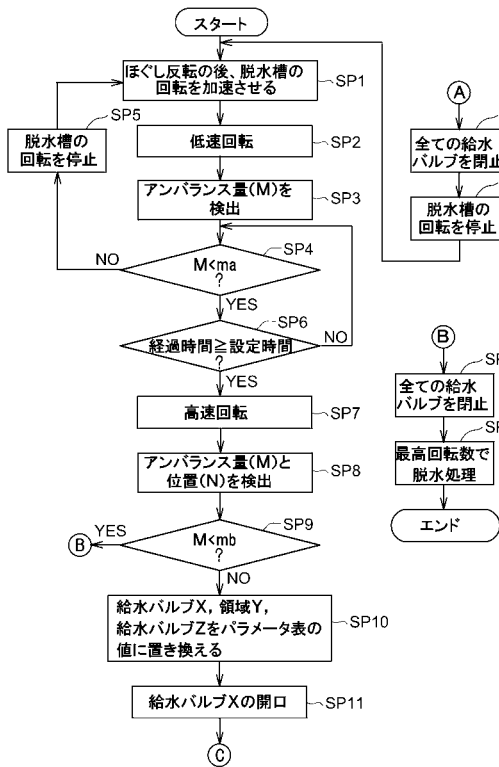 スタート
ほぐし反転の後、脱水槽の
回転を加速させる
SP1
SP5
脱水槽の
回転を停止
低速回転
SP2
アンバランス量(M)を
検出
SP3
SP4
NO
M<ma
?
YES
SP6
経過時間≧設定時間
?
NO
YES
高速回転
SP7
アンバランス量(M)と
位置(N)を検出
SP8
SP9
YES
B
M<mb
?
NO
給水バルブX, 領域Y,
給水バルブZをパラメータ表の
値に置き換える
SP10
給水バルブXの開口
SP11
C
A
全ての給水
バルブを閉止
脱水槽の
回転を停止
B
SP
全ての給水
バルブを閉止
SP
最高回転数で
脱水処理
エンド